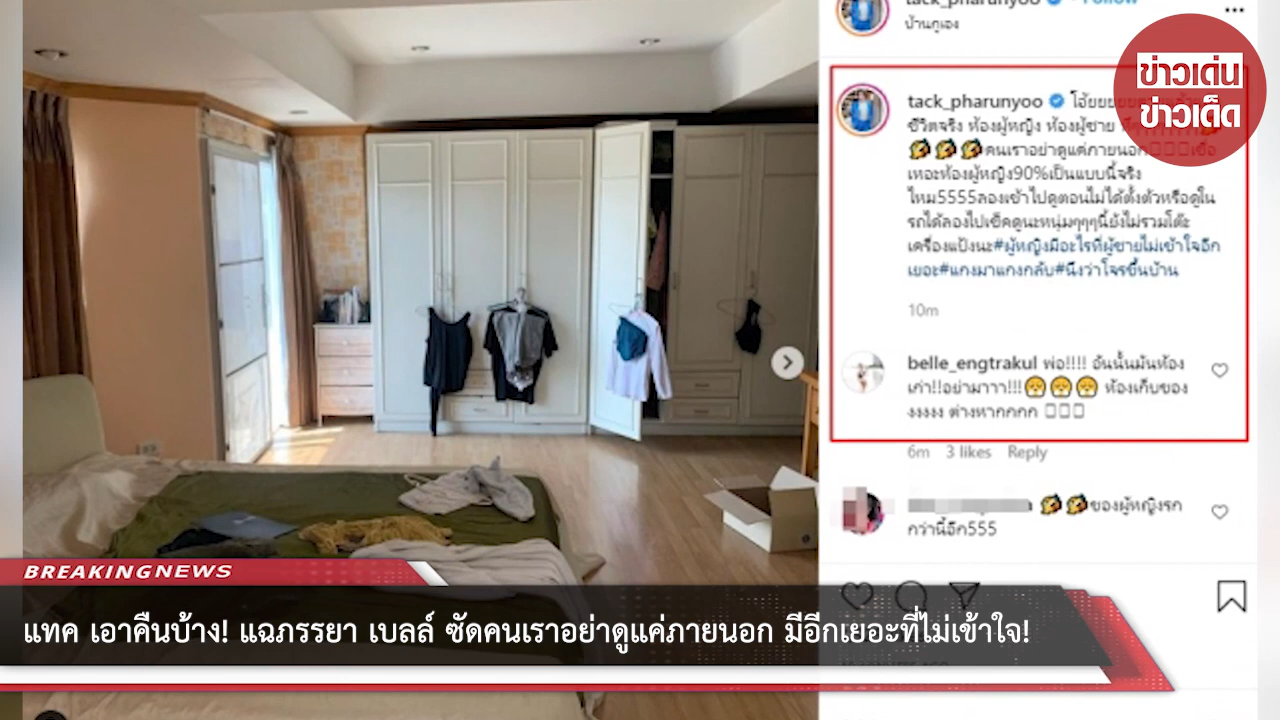 tack_pharunyoo • Follow
บ้านกูเอง
ข่าวเด่น
ข่าวเด็ด
tack_pharunyoo โอ้ยยยย
ชีวิตจริง ห้องผู้หญิง ห้องผู้ชาย
คนเราอย่าดูแต่ภายนอก
เหอะห้องผู้หญิง90%เป็นแบบนี้จริง
ไหม5555ลองเข้าไปดูตอนไม่ได้ตั้งตัวหรือดูใน
รถได้ลองไปเช็คดูนะหนุ่มๆๆๆนี้ยังไม่รวมโต๊ะ
เครื่องแป้งนะ#ผู้หญิงมีอะไรที่ผู้ชายไม่เข้าใจอีก
เยอะ#แกงมาแกงกลับ#นึงว่าโจรขึ้นบ้าน
10m
belle_engtrakul พ่อ!!!! อันนั้นมันห้อง
เก่า!!อย่ามาาา!!!😤😤😤 ห้องเก็บของ
งงงงง ต่างหากกกก
6m 3 likes Reply
🤣🤣ของผู้หญิงรก
กว่านี้อีก555
BREAKING NEWS
แทค เอาคืนบ้าง! แฉภรรยา เบลล์ ซัดคนเราอย่าดูแค่ภายนอก มีอีกเยอะที่ไม่เข้าใจ!